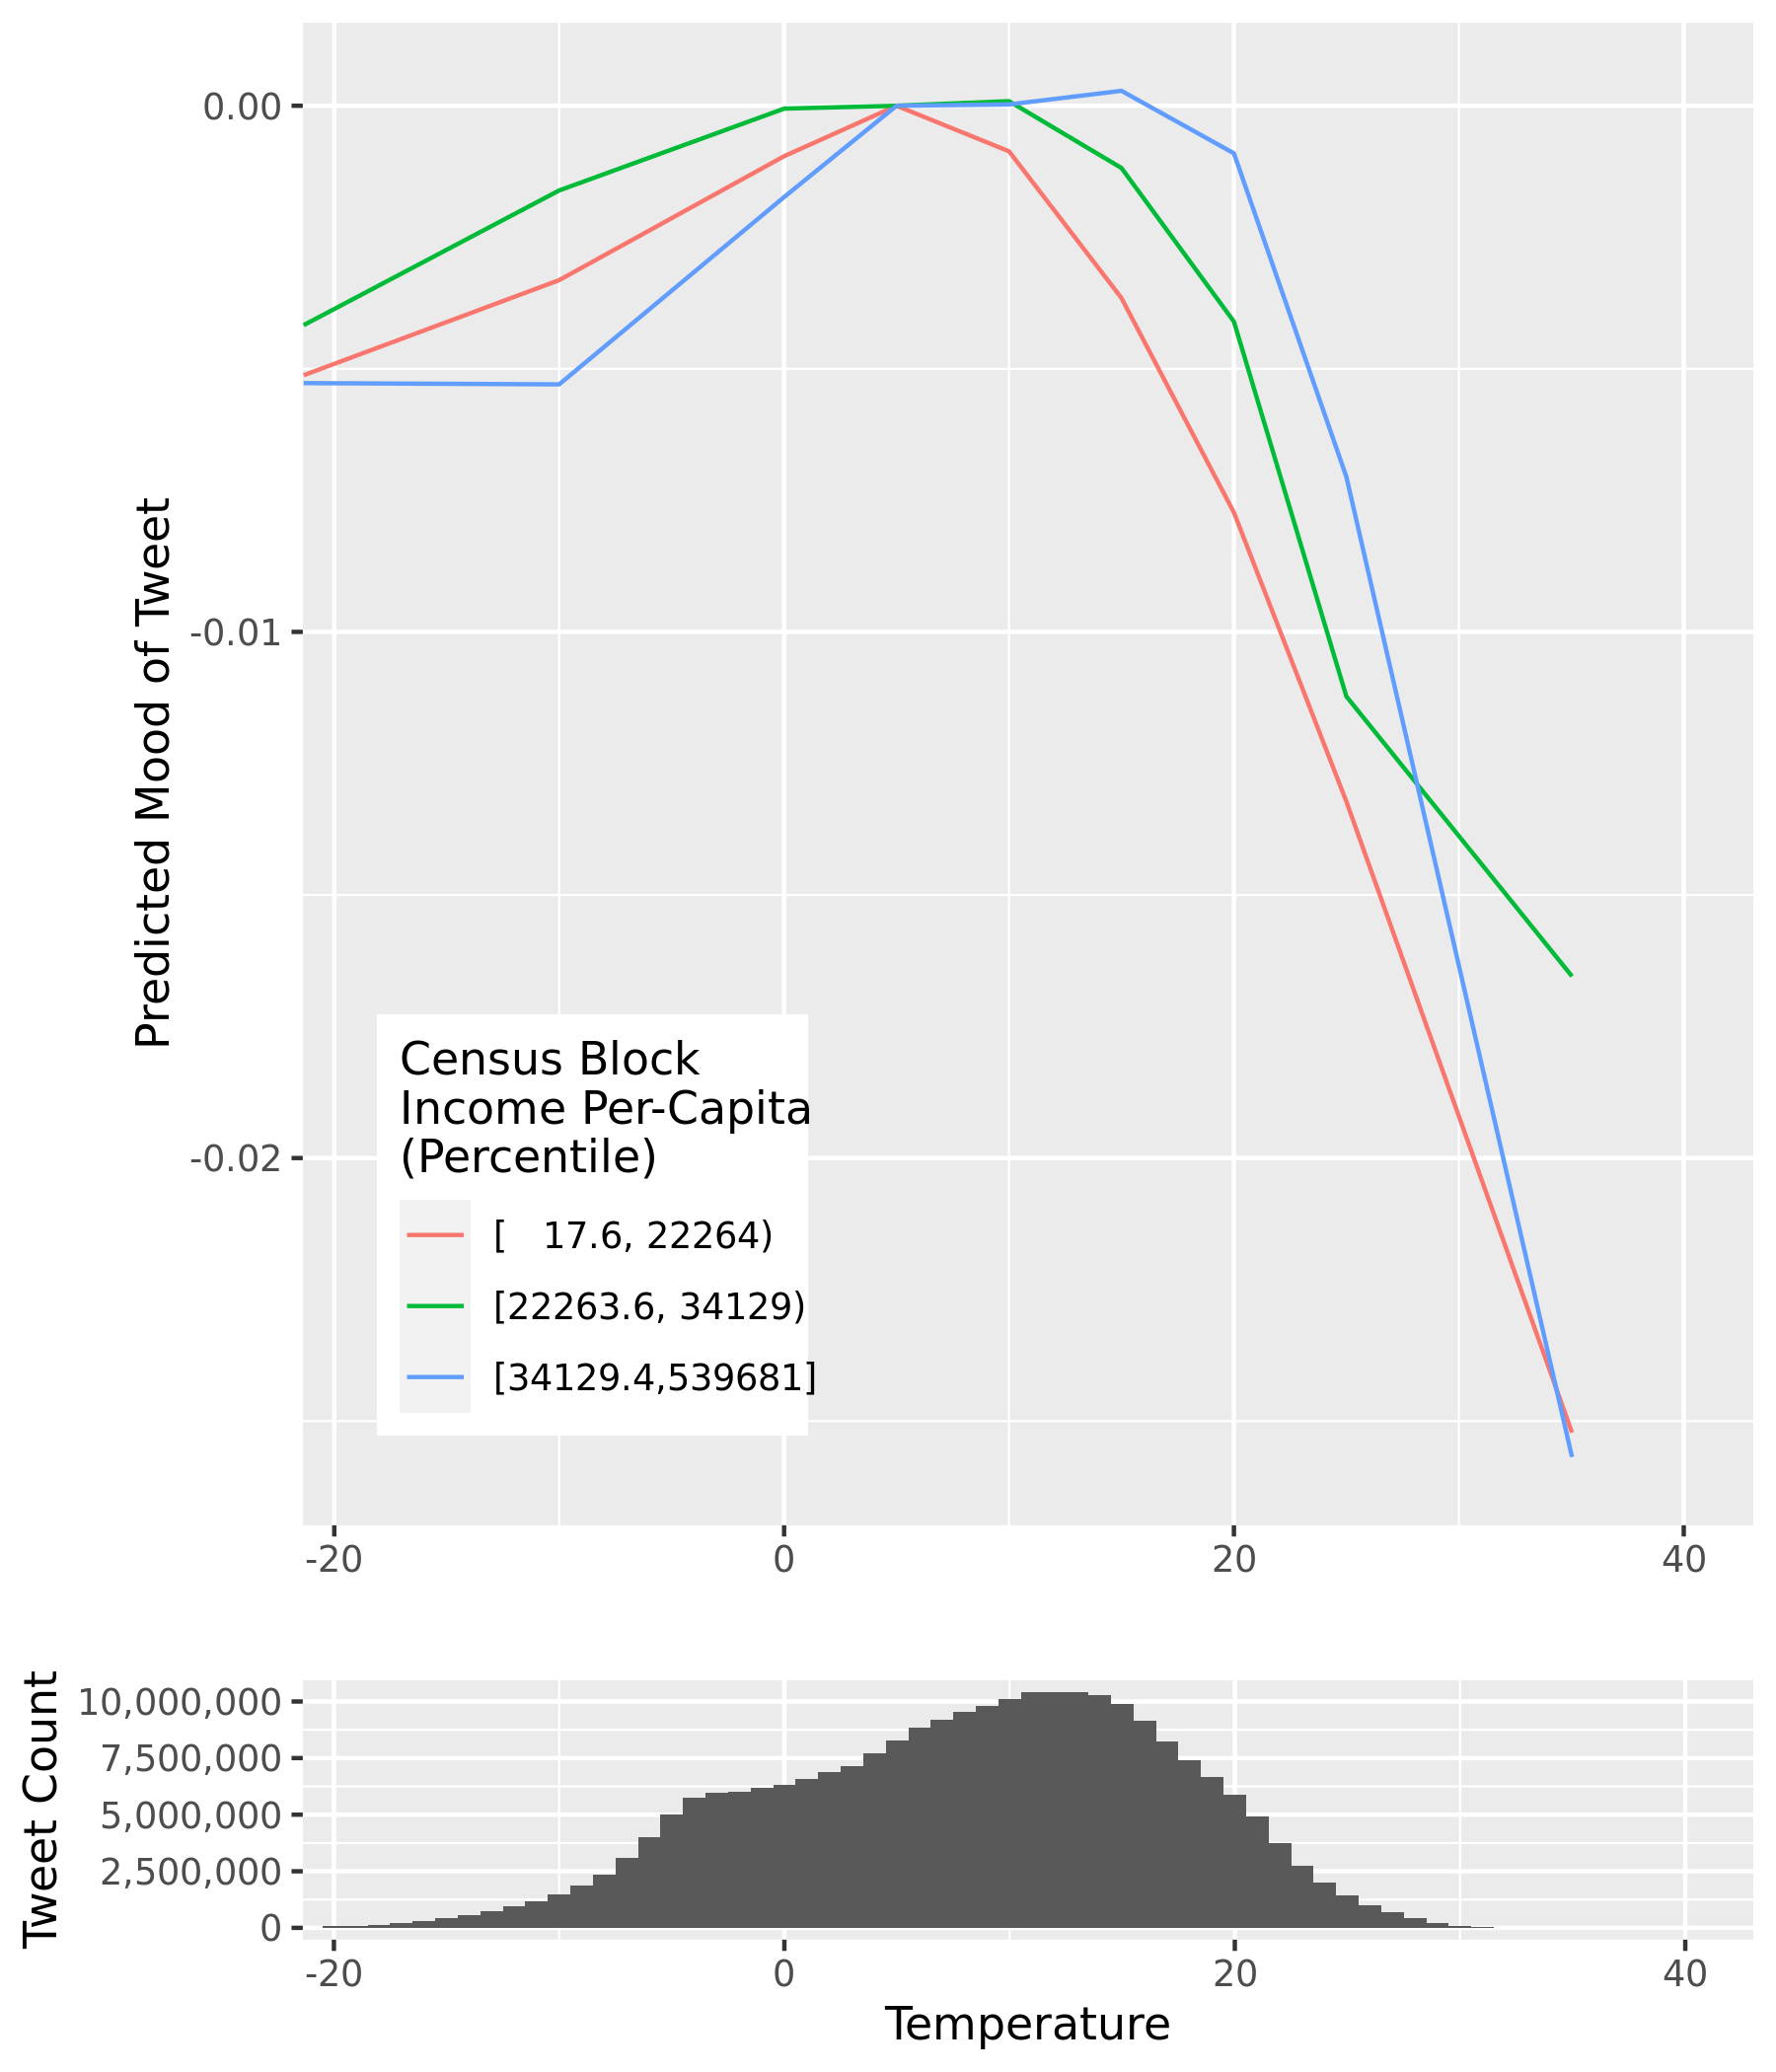 0.00
-0.01
-0.02
Predicted Mood of Tweet
Census Block
Income Per-Capita
(Percentile)
[   17.6, 22264)
[22263.6, 34129)
[34129.4,539681]
-20
0
20
40
10,000,000
7,500,000
5,000,000
2,500,000
0
Tweet Count
-20
0
20
40
Temperature